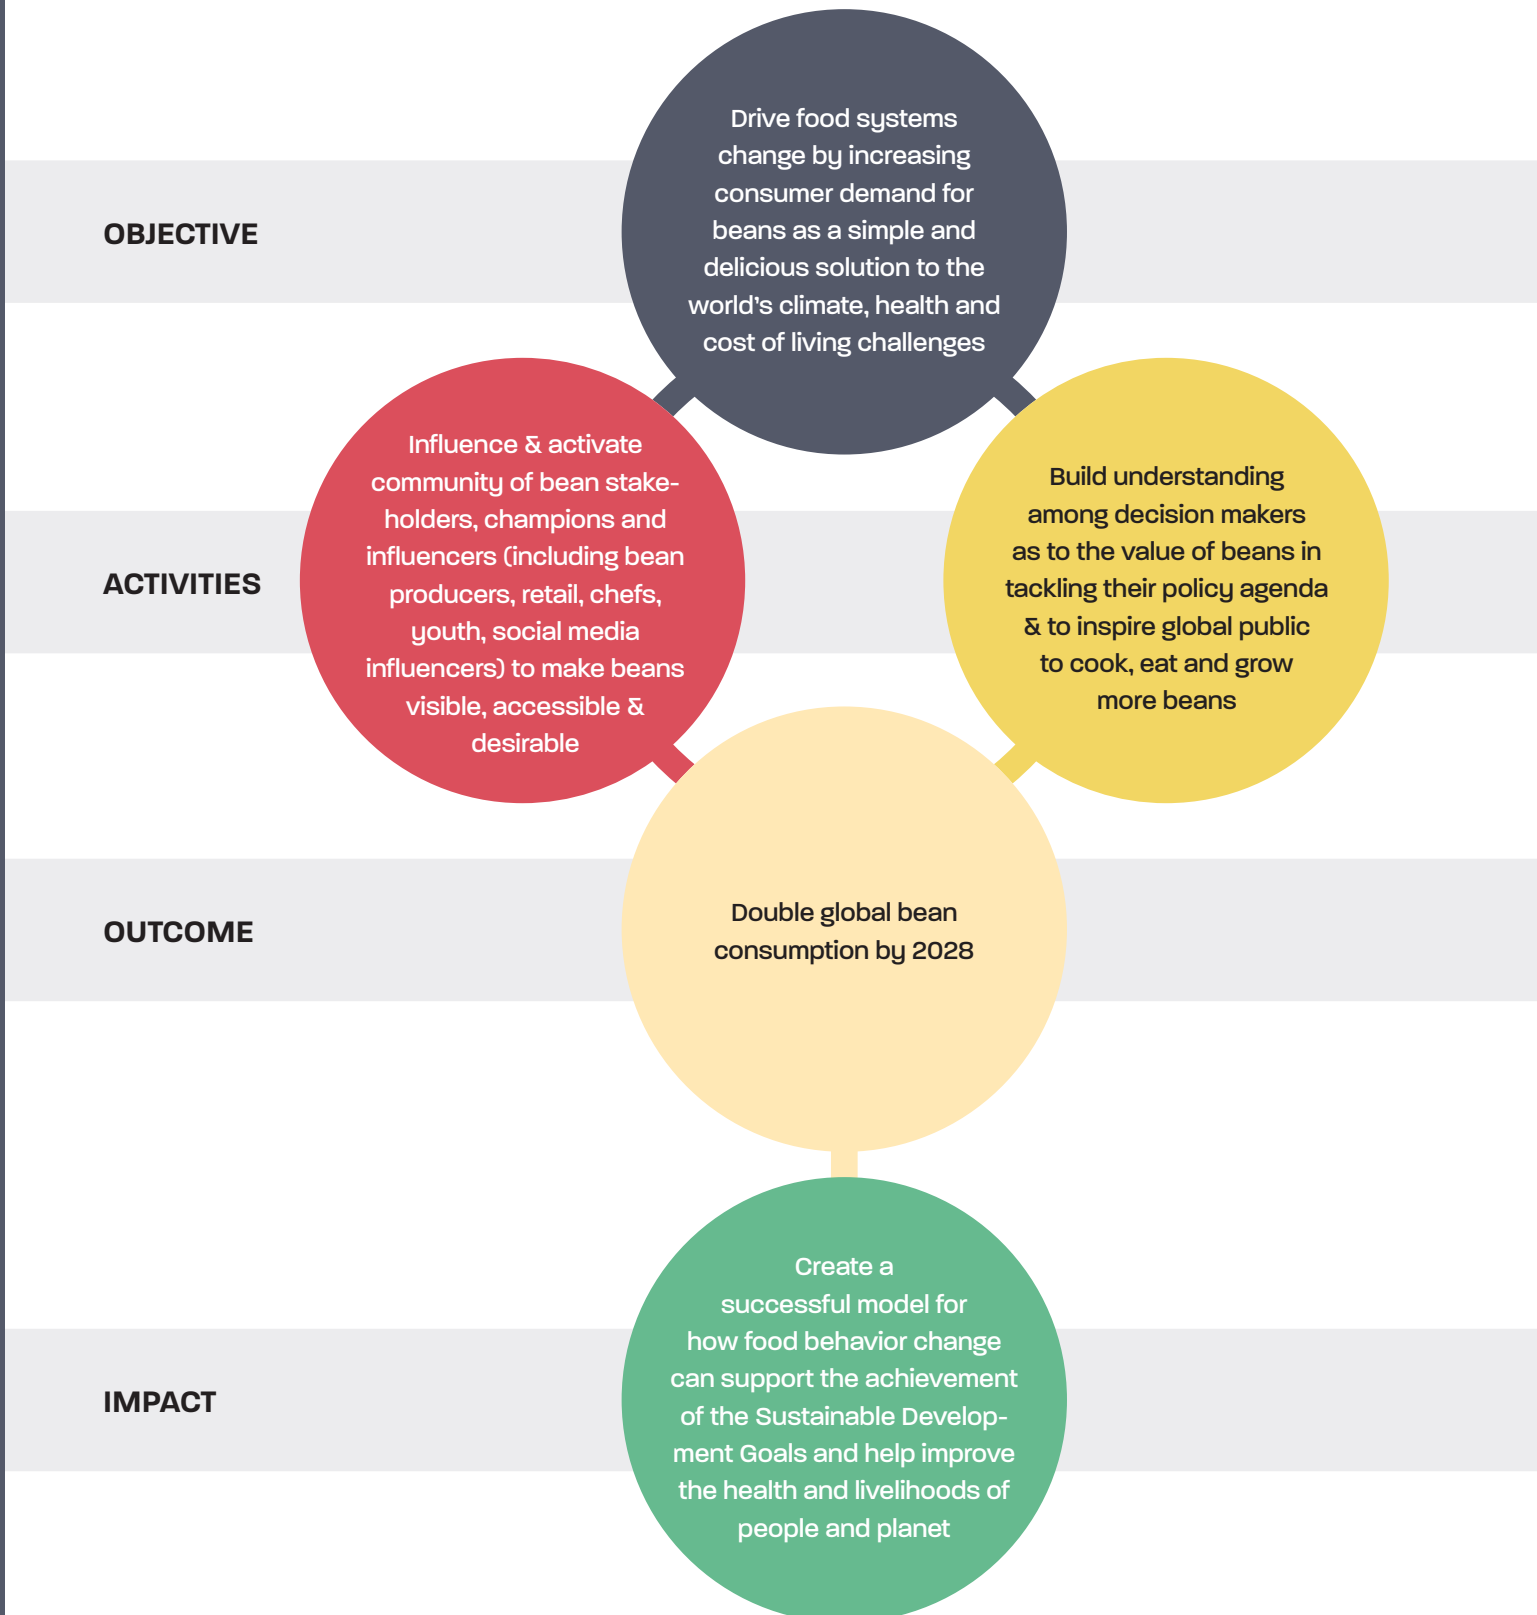 Drive food systems
change by increasing
consumer demand for
beans as a simple and
delicious solution to the
world's climate, health and
cost of living challenges
OBJECTIVE
Influence & activate
community of bean stake-
holders, champions and
influencers (including bean
producers, retail, chefs,
youth, social media
influencers) to make beans
visible, accessible &
desirable
ACTIVITIES
Build understanding
among decision makers
as to the value of beans in
tackling their policy agenda
& to inspire global public
to cook, eat and grow
more beans
OUTCOME
Double global bean
consumption by 2028
IMPACT
Create a
successful model for
how food behavior change
can support the achievement
of the Sustainable Develop-
ment Goals and help improve
the health and livelihoods of
people and planet